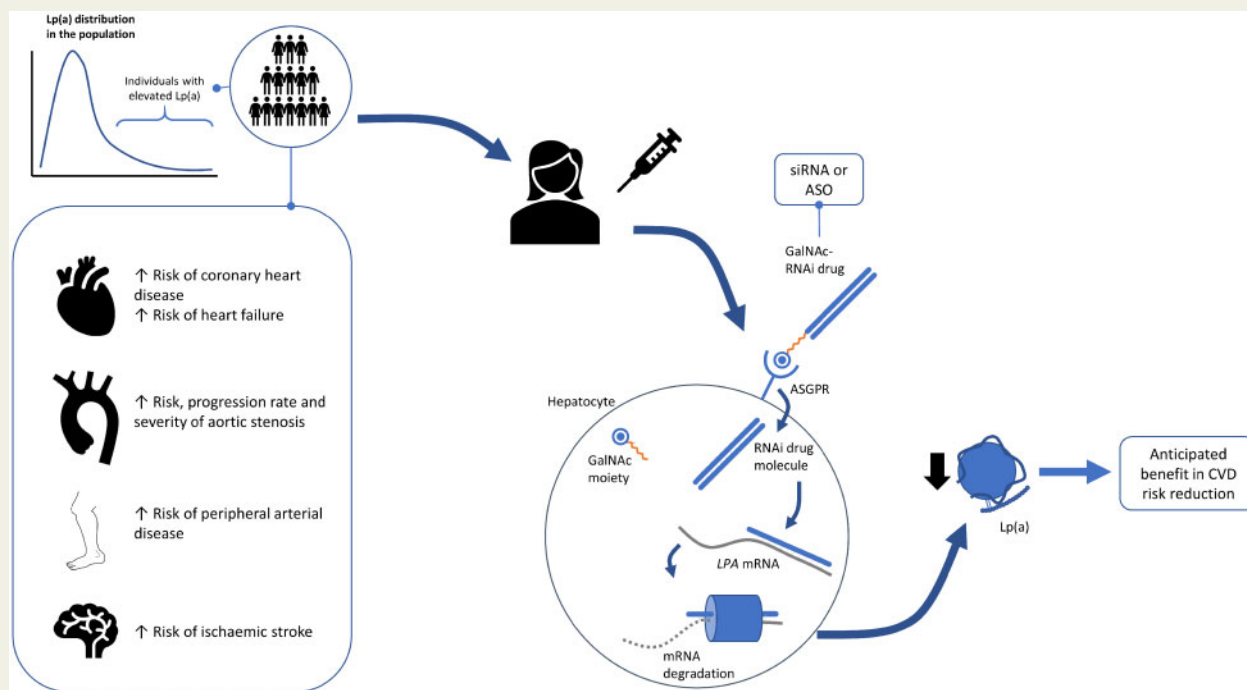 Lp(a) distribution
in the population
Individuals with
elevated Lp(a)
↑ Risk of coronary heart
disease
↑ Risk of heart failure
↑ Risk, progression rate and
severity of aortic stenosis
↑ Risk of peripheral arterial
disease
↑ Risk of ischaemic stroke
siRNA or
ASO
GalNAc-
RNAi drug
ASGPR
Hepatocyte
GalNAc
moiety
RNAi drug
molecule
LPA mRNA
mRNA
degradation
Lp(a)
Anticipated
benefit in CVD
risk reduction